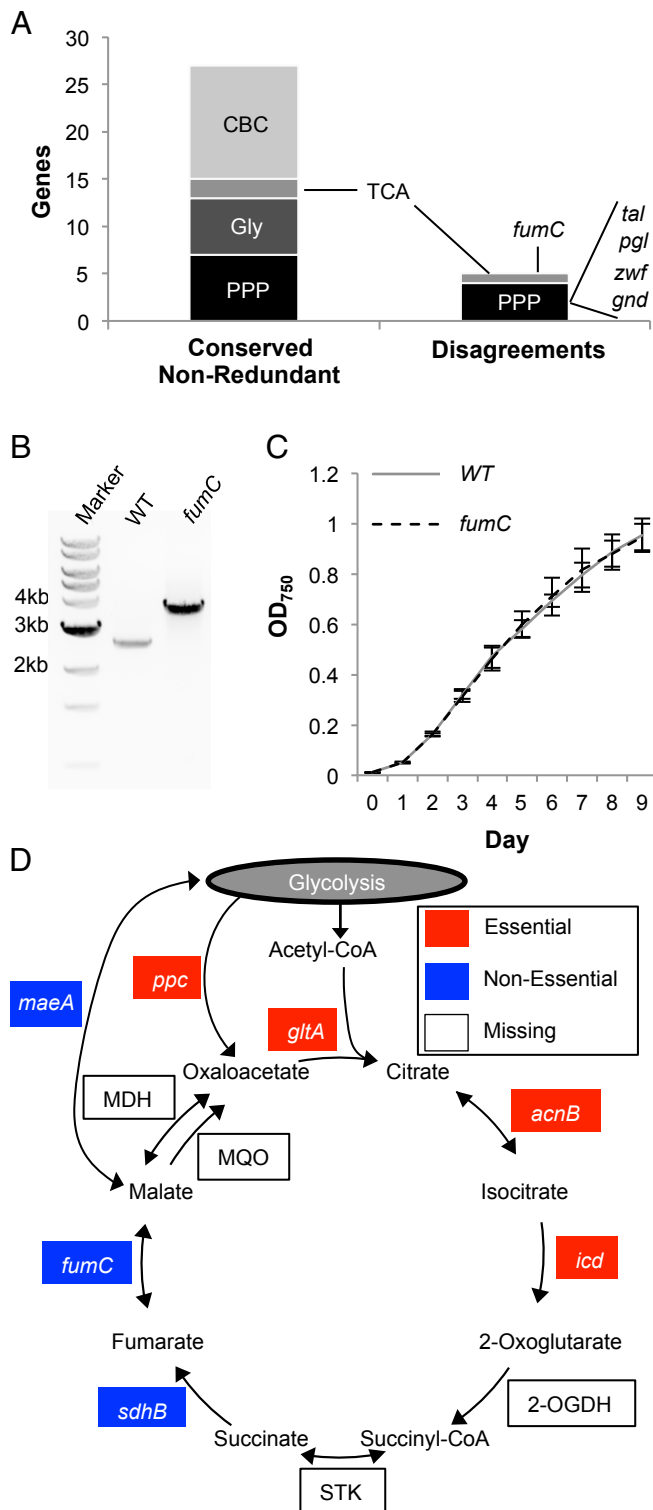 A
30
25
20
15
10
5
0
Genes
CBC
Gly
PPP
TCA
fumC
PPP
tal
pgl
zwf
gnd
Conserved
Non-Redundant
Disagreements
B
Marker
WT
fumC
4kb
3kb
2kb
C
1.2
1
0.8
0.6
0.4
0.2
0
OD750
WT
fumC
0 1 2 3 4 5 6 7 8 9
Day
D
Glycolysis
Acetyl-CoA
Essential
Non-Essential
Missing
maeA
ppc
gltA
Oxaloacetate
Citrate
MDH
MQO
acnB
Malate
Isocitrate
fumC
icd
Fumarate
2-Oxoglutarate
sdhB
2-OGDH
Succinate
Succinyl-CoA
STK